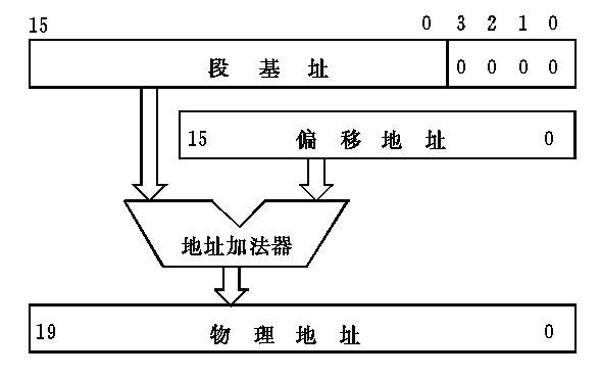 15 0 3 2 1 0
段 基 址 0 0 0 0
15 偏 移 地 址 0
地址加法器
19 物 理 地 址 0